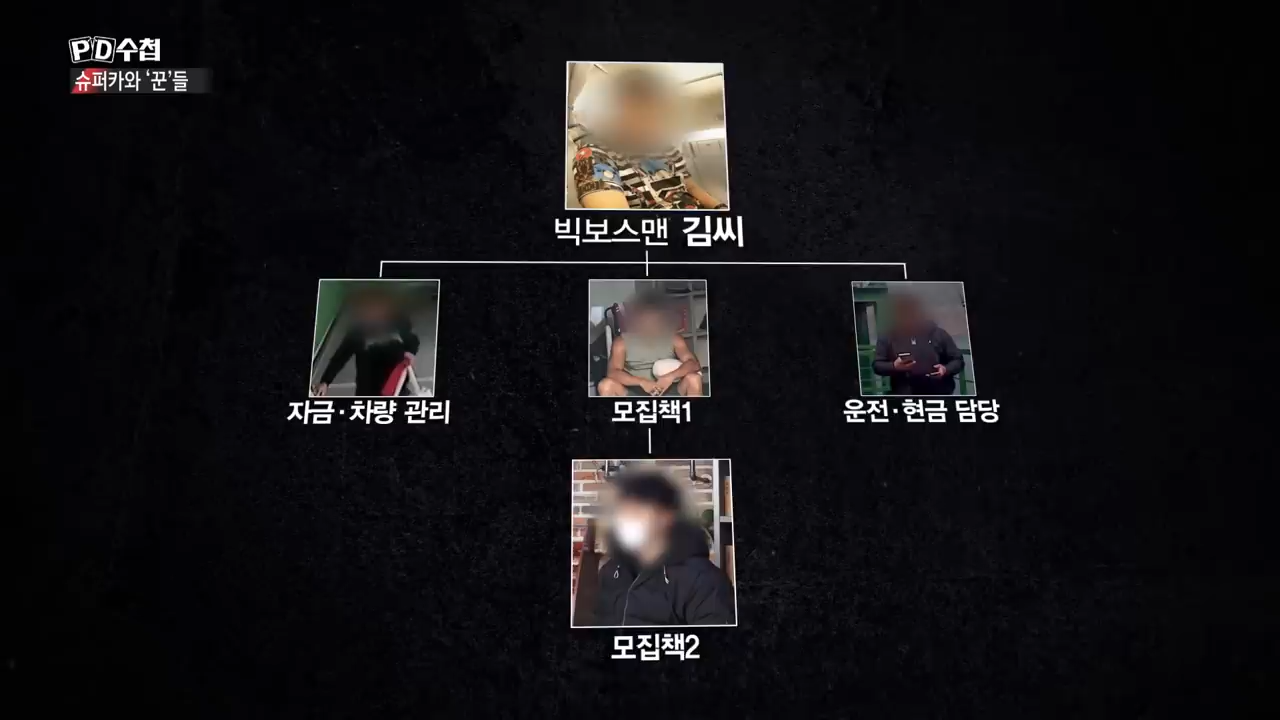 PD수첩
슈퍼카와 '꾼'들
빅보스맨 김씨
자금·차량 관리
모집책1
운전·현금 담당
모집책2